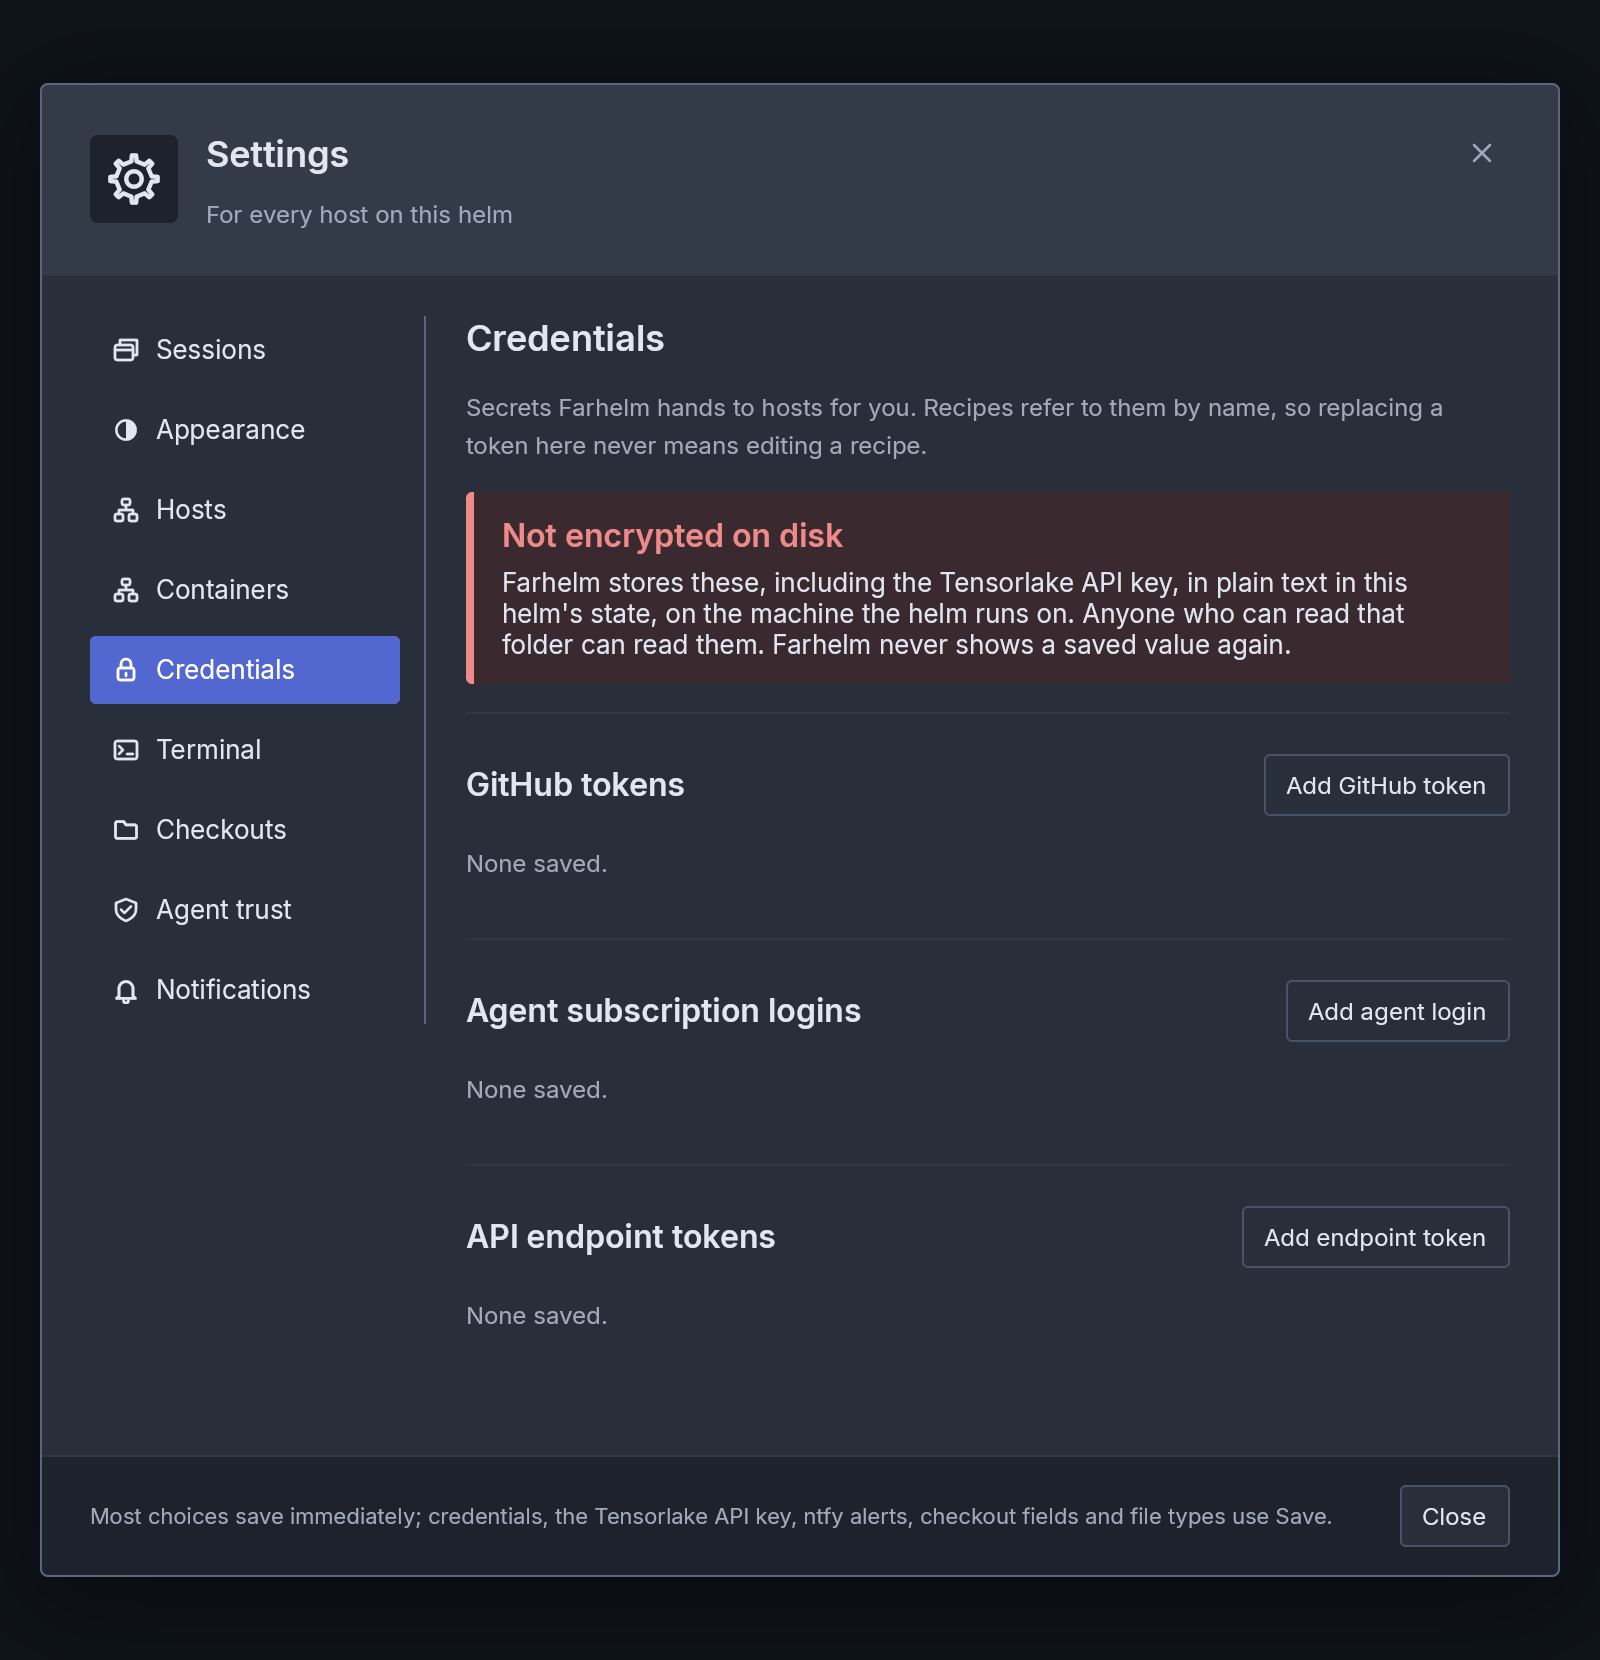 Settings
For every host on this helm
Sessions
Appearance
Hosts
Containers
Credentials
Terminal
Checkouts
Agent trust
Notifications
Credentials
Secrets Farhelm hands to hosts for you. Recipes refer to them by name, so replacing a
token here never means editing a recipe.
Not encrypted on disk
Farhelm stores these, including the Tensorlake API key, in plain text in this
helm's state, on the machine the helm runs on. Anyone who can read that
folder can read them. Farhelm never shows a saved value again.
GitHub tokens
Add GitHub token
None saved.
Agent subscription logins
Add agent login
None saved.
API endpoint tokens
Add endpoint token
None saved.
Most choices save immediately; credentials, the Tensorlake API key, ntfy alerts, checkout fields and file types use Save.
Close